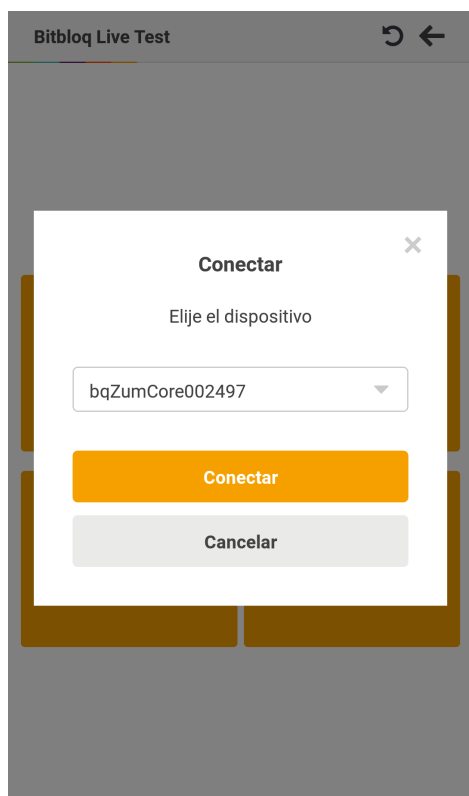 Bitbloq Live Test
Conectar
Elije el dispositivo
bqZumCore002497
Conectar
Cancelar